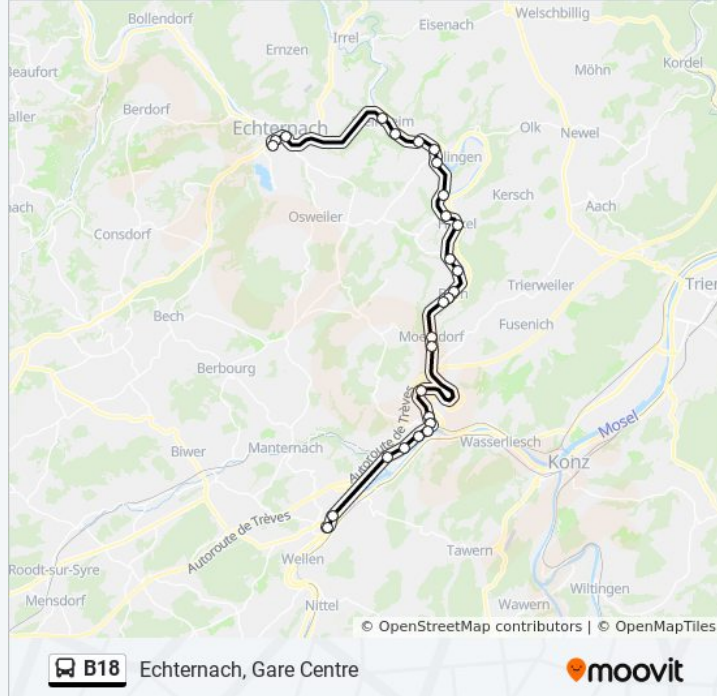 Bollendorf
Welschbillig
Eisenach
Irrel
Ernzen
Kordel
Möhn
Berdorf
Echternach
Olk
Newel
Kersch
Aach
Osweiler
Consdorf
Trierweiler
Bech
Fusenich
Berbourg
Autoroute de Trèves
Mosel
Wasserliesch
Biwer
Manternach
Konz
Autoroute de Trèves
Tawern
Roodt-sur-Syre
Wellen
Mensdorf
Wiltingen
Nittel
Wawern
© OpenStreetMap contributors | © OpenMapTiles
B18 Echternach, Gare Centre
moovit